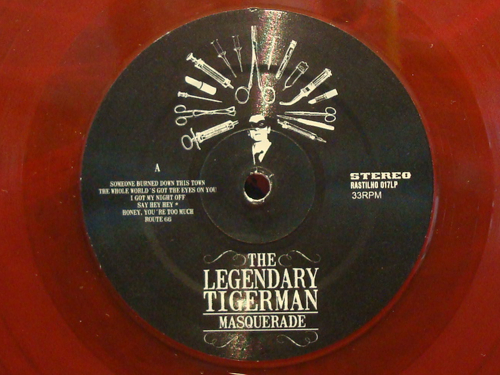 A
SOMEONE BURNED DOWN THIS TOWN
THE WHOLE WORLD'S GOT THE EYES ON YOU
I GOT MY NIGHT OFF
SAY HEY HEY *
HONEY, YOU'RE TOO MUCH
ROUTE 66
STEREO
RASTILHO 017LP
33RPM
THE
LEGENDARY
TIGERMAN
MASQUERADE